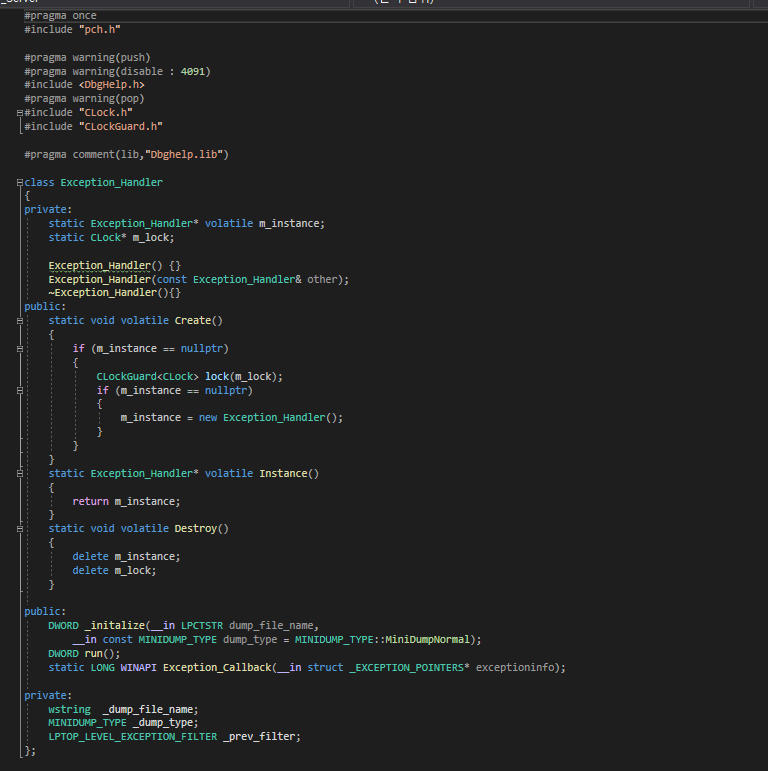 #pragma once
#include "pch.h"
#pragma warning(push)
#pragma warning(disable : 4091)
#include <DbgHelp.h>
#pragma warning(pop)
#include "CLock.h"
#include "CLockGuard.h"
#pragma comment(lib,"Dbghelp.lib")
class Exception_Handler
{
private:
    static Exception_Handler* volatile m_instance;
    static CLock* m_lock;
    Exception_Handler() {}
    Exception_Handler(const Exception_Handler& other);
    ~Exception_Handler(){}
public:
    static void volatile Create()
    {
        if (m_instance == nullptr)
        {
            CLockGuard<CLock> lock(m_lock);
            if (m_instance == nullptr)
            {
                m_instance = new Exception_Handler();
            }
        }
    }
    static Exception_Handler* volatile Instance()
    {
        return m_instance;
    }
    static void volatile Destroy()
    {
        delete m_instance;
        delete m_lock;
    }
public:
    DWORD _initalize(__in LPCTSTR dump_file_name,
        __in const MINIDUMP_TYPE dump_type = MINIDUMP_TYPE::MiniDumpNormal);
    DWORD run();
    static LONG WINAPI Exception_Callback(__in struct _EXCEPTION_POINTERS* exceptioninfo);
private:
    wstring _dump_file_name;
    MINIDUMP_TYPE _dump_type;
    LPTOP_LEVEL_EXCEPTION_FILTER _prev_filter;
};